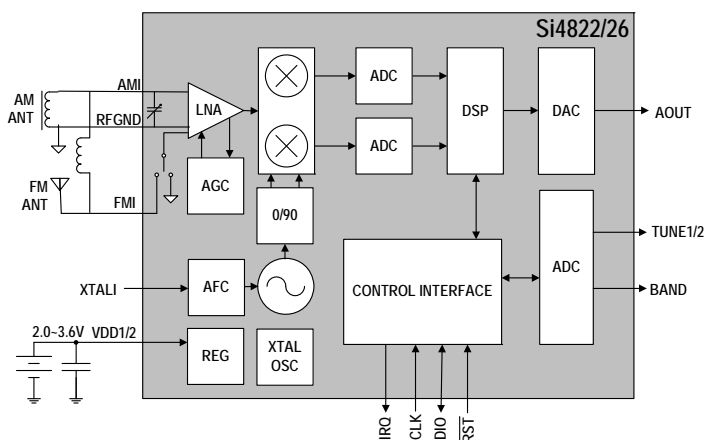 Si4822/26
AMI
AM
ANT
RFGND
LNA
ADC
ADC
DSP
DAC
AOUT
AGC
FM
ANT
FMI
0/90
TUNE1/2
ADC
BAND
CONTROL INTERFACE
XTALI
AFC
2.0~3.6V VDD1/2
REG
XTAL
OSC
IRQ
CLK
DIO
RST